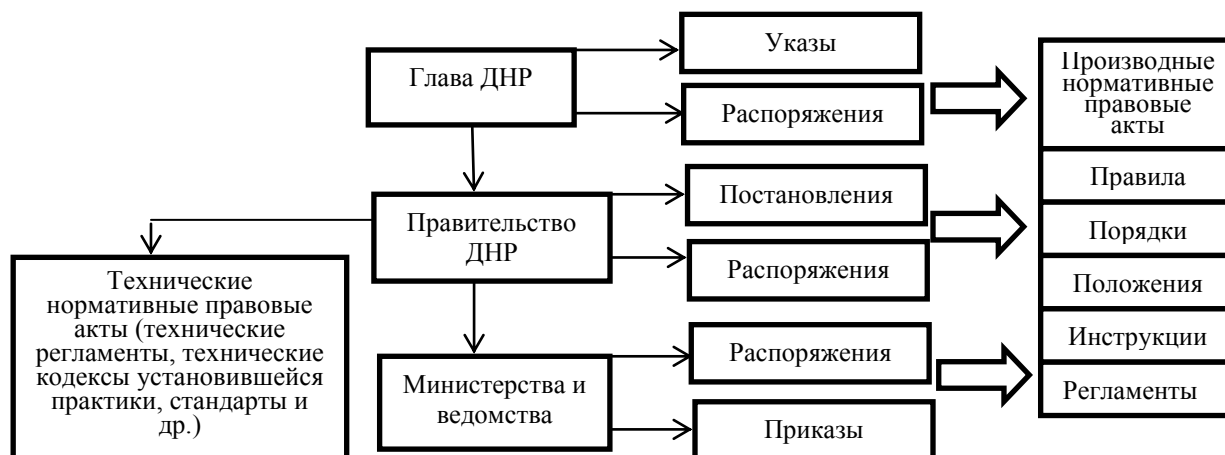 Глава ДНР
Указы
Распоряжения
Правительство
ДНР
Постановления
Распоряжения
Технические
нормативные правовые
акты (технические
регламенты, технические
кодексы установившейся
практики, стандарты и
др.)
Министерства и
ведомства
Распоряжения
Приказы
Производные
нормативные
правовые
акты
Правила
Порядки
Положения
Инструкции
Регламенты